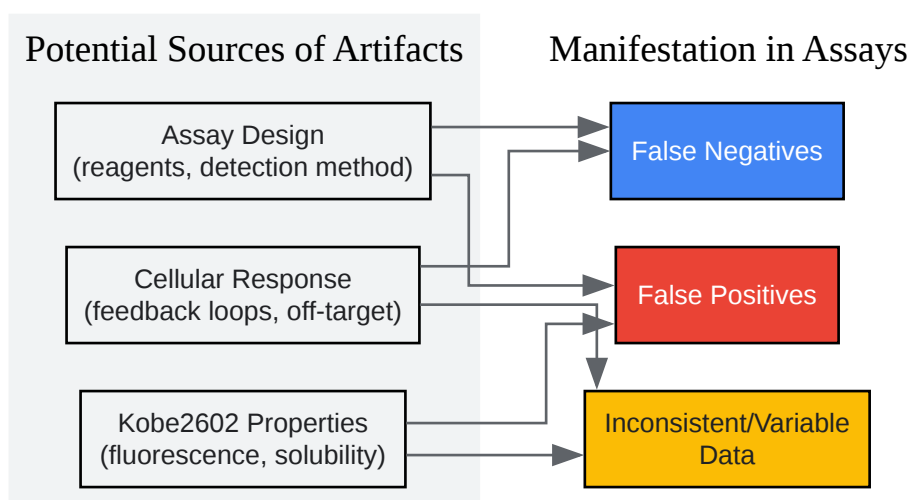 Potential Sources of Artifacts
Manifestation in Assays
Assay Design
(reagents, detection method)
False Negatives
Cellular Response
(feedback loops, off-target)
False Positives
Kobe2602 Properties
(fluorescence, solubility)
Inconsistent/Variable
Data